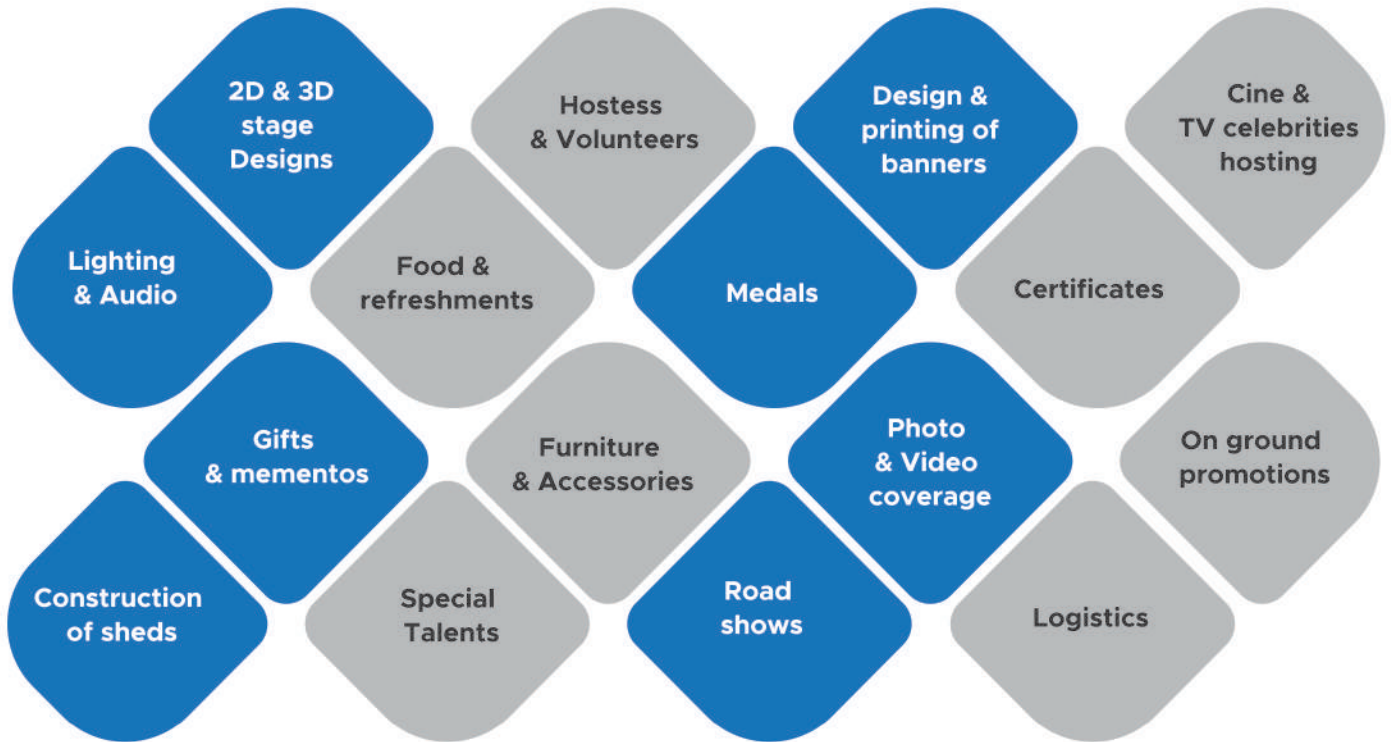 2D & 3D
stage
Designs
Hostess
& Volunteers
Design &
printing of
banners
Cine &
TV celebrities
hosting
Lighting
& Audio
Food &
refreshments
Medals
Certificates
Gifts
& mementos
Furniture
& Accessories
Photo
& Video
coverage
On ground
promotions
Construction
of sheds
Special
Talents
Road
shows
Logistics